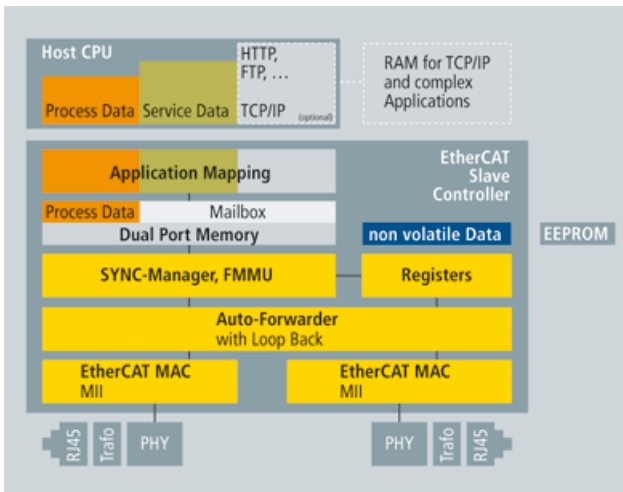 Host CPU
HTTP,
FTP, ...
Process Data
Service Data
TCP/IP
(optional)
RAM for TCP/IP
and complex
Applications
EtherCAT
Slave
Controller
Application Mapping
Process Data
Mailbox
Dual Port Memory
non volatile Data
EEPROM
SYNC-Manager, FMMU
Registers
Auto-Forwarder
with Loop Back
EtherCAT MAC
MII
EtherCAT MAC
MII
RJ45
Trafo
PHY
PHY
Trafo
RJ45